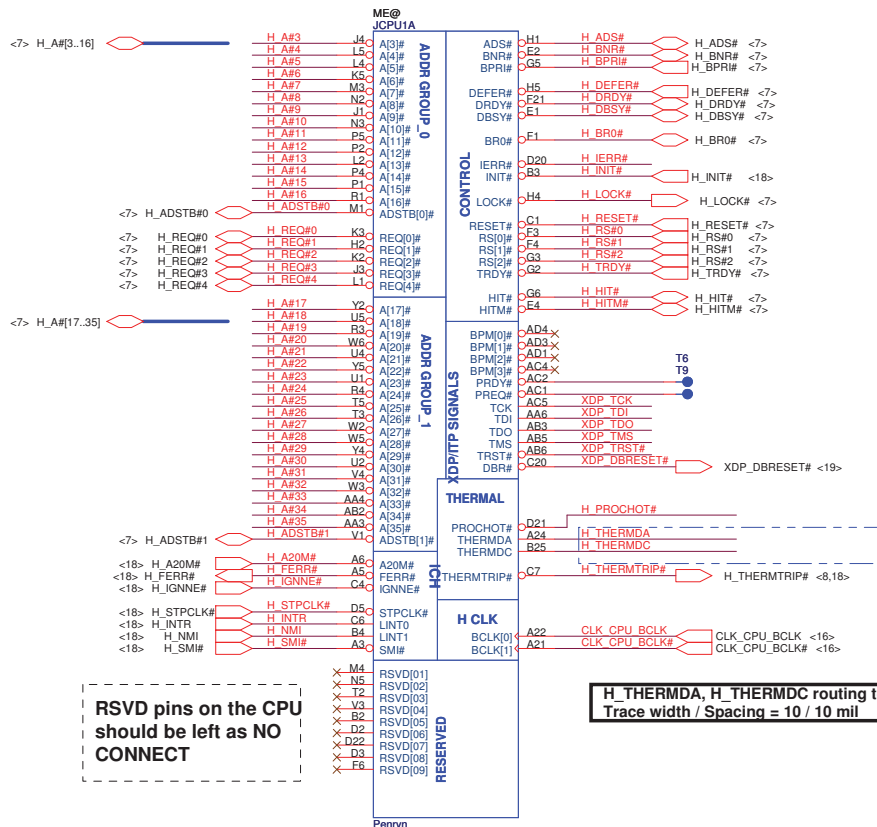 ME@
JCPU1A
<7> H_A#[3..16]
H_A#3 J4 A[3]#
H_A#4 L5 A[4]#
H_A#5 L4 A[5]#
H_A#6 K5 A[6]#
H_A#7 M3 A[7]#
H_A#8 N2 A[8]#
H_A#9 J1 A[9]#
H_A#10 N3 A[10]#
H_A#11 P5 A[11]#
H_A#12 P2 A[12]#
H_A#13 L2 A[13]#
H_A#14 P4 A[14]#
H_A#15 P1 A[15]#
H_A#16 R1 A[16]#
<7> H_ADSTB#0 H_ADSTB#0 M1 ADSTB[0]#
<7> H_REQ#0 H_REQ#0 K3 REQ[0]#
<7> H_REQ#1 H_REQ#1 H2 REQ[1]#
<7> H_REQ#2 H_REQ#2 K2 REQ[2]#
<7> H_REQ#3 H_REQ#3 J3 REQ[3]#
<7> H_REQ#4 H_REQ#4 L1 REQ[4]#
ADDR GROUP_0
<7> H_A#[17..35]
H_A#17 Y2 A[17]#
H_A#18 U5 A[18]#
H_A#19 R3 A[19]#
H_A#20 W6 A[20]#
H_A#21 U4 A[21]#
H_A#22 Y5 A[22]#
H_A#23 U1 A[23]#
H_A#24 R4 A[24]#
H_A#25 T5 A[25]#
H_A#26 T3 A[26]#
H_A#27 W2 A[27]#
H_A#28 W5 A[28]#
H_A#29 Y4 A[29]#
H_A#30 U2 A[30]#
H_A#31 V4 A[31]#
H_A#32 W3 A[32]#
H_A#33 AA4 A[33]#
H_A#34 AB2 A[34]#
H_A#35 AA3 A[35]#
<7> H_ADSTB#1 H_ADSTB#1 V1 ADSTB[1]#
ADDR GROUP_1
<18> H_A20M# H_A20M# A6 A20M#
<18> H_FERR# H_FERR# A5 FERR#
<18> H_IGNNE# H_IGNNE# C4 IGNNE#
<18> H_STPCLK# H_STPCLK# D5 STPCLK#
<18> H_INTR H_INTR C6 LINT0
<18> H_NMI H_NMI B4 LINT1
<18> H_SMI# H_SMI# A3 SMI#
ICH
M4 RSVD[01]
N5 RSVD[02]
T2 RSVD[03]
V3 RSVD[04]
B2 RSVD[05]
D2 RSVD[06]
D22 RSVD[07]
D3 RSVD[08]
F6 RSVD[09]
RESERVED
RSVD pins on the CPU
should be left as NO
CONNECT
CONTROL
ADS# H1 H_ADS# H_ADS# <7>
BNR# E2 H_BNR# H_BNR# <7>
BPRI# G5 H_BPRI# H_BPRI# <7>
DEFER# H5 H_DEFER# H_DEFER# <7>
DRDY# F21 H_DRDY# H_DRDY# <7>
DBSY# E1 H_DBSY# H_DBSY# <7>
BR0# F1 H_BR0# H_BR0# <7>
IERR# D20 H_IERR#
INIT# B3 H_INIT# H_INIT# <18>
LOCK# H4 H_LOCK# H_LOCK# <7>
RESET# C1 H_RESET# H_RESET# <7>
RS[0]# F3 H_RS#0 H_RS#0 <7>
RS[1]# F4 H_RS#1 H_RS#1 <7>
RS[2]# G3 H_RS#2 H_RS#2 <7>
TRDY# G2 H_TRDY# H_TRDY# <7>
HIT# G6 H_HIT# H_HIT# <7>
HITM# E4 H_HITM# H_HITM# <7>
XDP/ITP SIGNALS
BPM[0]# AD4
BPM[1]# AD3
BPM[2]# AD1
BPM[3]# AC4
PRDY# AC2 T6
PREQ# AC1 T9
TCK AC5 XDP_TCK
TDI AA6 XDP_TDI
TDO AB3 XDP_TDO
TMS AB5 XDP_TMS
TRST# AB6 XDP_TRST#
DBR# C20 XDP_DBRESET# XDP_DBRESET# <19>
THERMAL
PROCHOT# D21 H_PROCHOT#
THERMDA A24 H_THERMDA
THERMDC B25 H_THERMDC
THERMTRIP# C7 H_THERMTRIP# H_THERMTRIP# <8,18>
H CLK
BCLK[0] A22 CLK_CPU_BCLK CLK_CPU_BCLK <16>
BCLK[1] A21 CLK_CPU_BCLK# CLK_CPU_BCLK# <16>
H_THERMDA, H_THERMDC routing t
Trace width / Spacing = 10 / 10 mil
Penryn